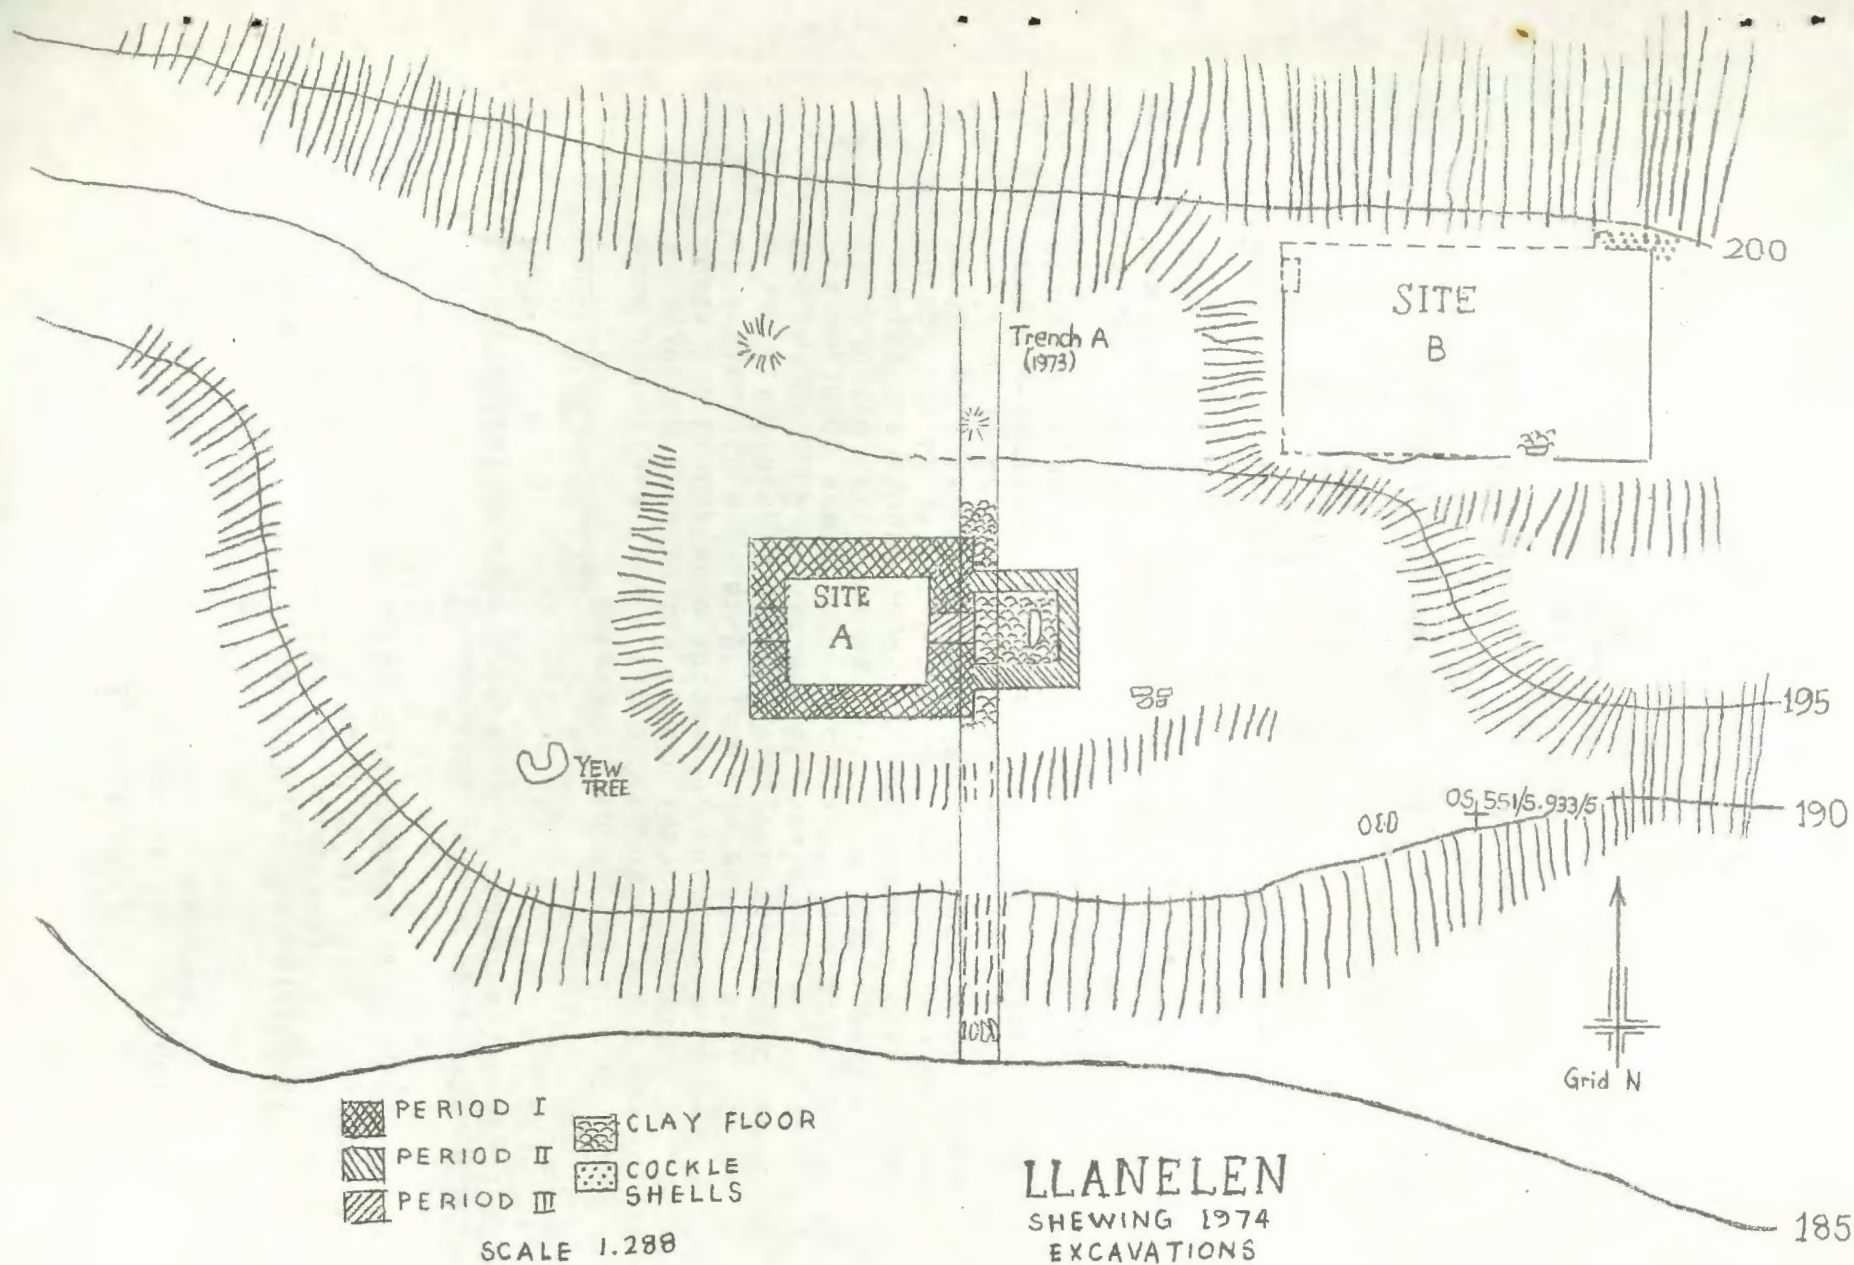 200
Trench A
(1973)
SITE
B
SITE
A
195
YEW
TREE
OS 551/5.933/5
190
Grid N
PERIOD I
PERIOD II
PERIOD III
CLAY FLOOR
COCKLE
SHELLS
SCALE 1.288
LLANELEN
SHEWING 1974
EXCAVATIONS
185